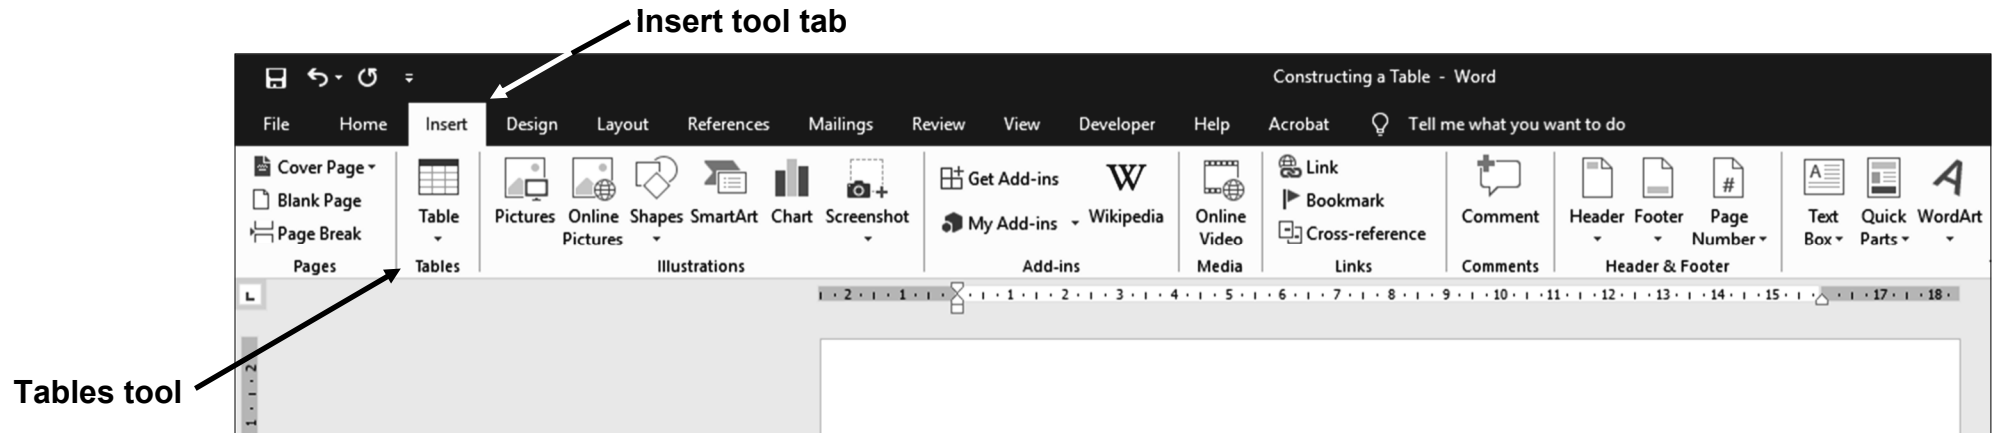 Insert tool tab
Constructing a Table - Word
File Home Insert Design Layout References Mailings Review View Developer Help Acrobat Tell me what you want to do
Cover Page
Blank Page
Page Break
Pages
Table
Tables
Pictures
Online
Pictures
Shapes
SmartArt
Chart
Screenshot
Illustrations
Get Add-ins
My Add-ins
W
Wikipedia
Add-ins
Online
Video
Media
Link
Bookmark
Cross-reference
Links
Comment
Comments
Header
Footer
#
Page
Number
Header & Footer
A
Text
Box
Quick
Parts
A
WordArt
L
2 1 1 2 3 4 5 6 7 8 9 10 11 12 13 14 15 17 18
2
1
Tables tool